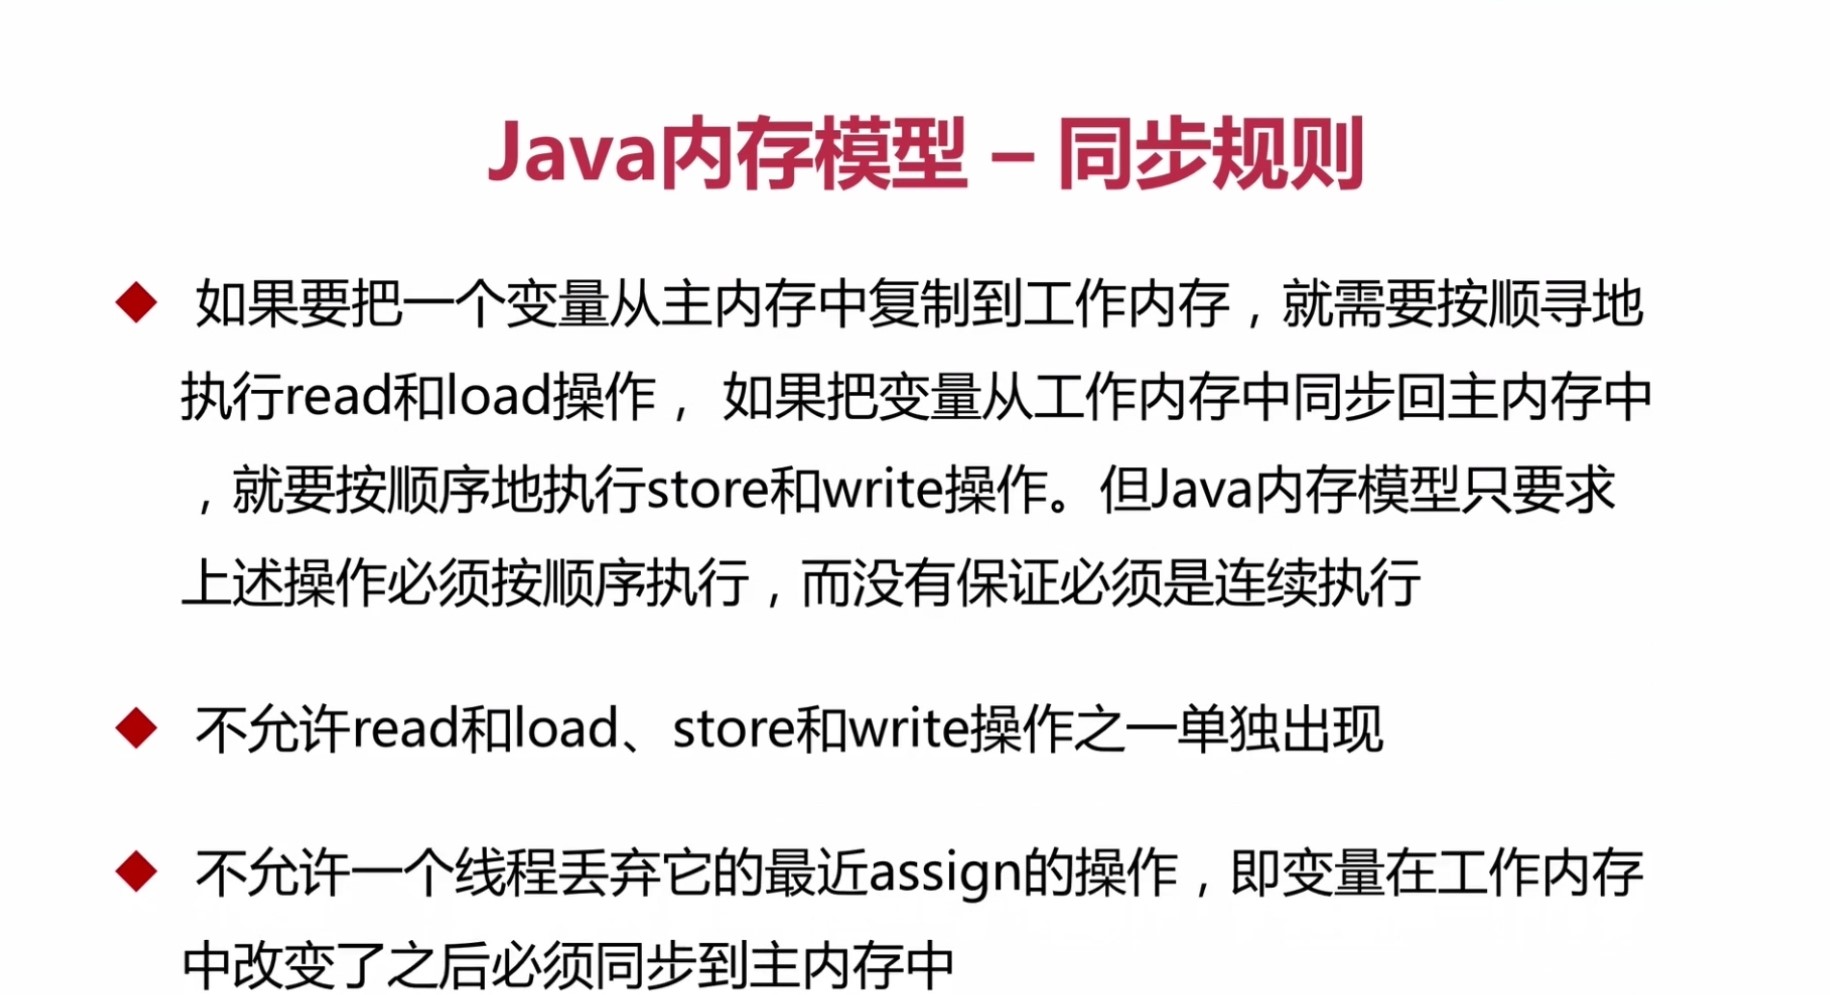 Java内存模型 – 同步规则
如果要把一个变量从主内存中复制到工作内存，就需要按顺寻地
执行read和load操作， 如果把变量从工作内存中同步回主内存中
，就要按顺序地执行store和write操作。但Java内存模型只要求
上述操作必须按顺序执行，而没有保证必须是连续执行
不允许read和load、store和write操作之一单独出现
不允许一个线程丢弃它的最近assign的操作，即变量在工作内存
中改变了之后必须同步到主内存中